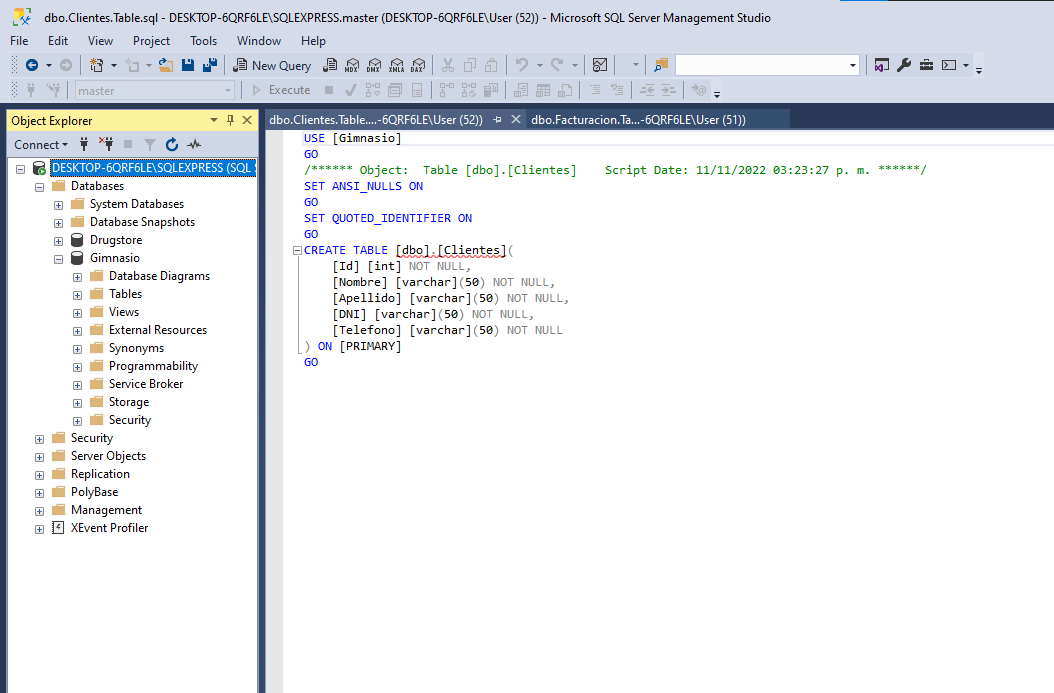 dbo.Clientes.Table.sql - DESKTOP-6QRF6LE\SQLEXPRESS.master (DESKTOP-6QRF6LE\User (52)) - Microsoft SQL Server Management Studio
File Edit View Project Tools Window Help
New Query MDX DMX XMLA DAX
master Execute
Object Explorer
dbo.Clientes.Table....-6QRF6LE\User (52))
dbo.Facturacion.Ta...-6QRF6LE\User (51))
Connect
DESKTOP-6QRF6LE\SQLEXPRESS (SQL S
Databases
System Databases
Database Snapshots
Drugstore
Gimnasio
Database Diagrams
Tables
Views
External Resources
Synonyms
Programmability
Service Broker
Storage
Security
Security
Server Objects
Replication
PolyBase
Management
XEvent Profiler
USE [Gimnasio]
GO
/****** Object:  Table [dbo].[Clientes]    Script Date: 11/11/2022 03:23:27 p. m. ******/
SET ANSI_NULLS ON
GO
SET QUOTED_IDENTIFIER ON
GO
CREATE TABLE [dbo].[Clientes](
[Id] [int] NOT NULL,
[Nombre] [varchar](50) NOT NULL,
[Apellido] [varchar](50) NOT NULL,
[DNI] [varchar](50) NOT NULL,
[Telefono] [varchar](50) NOT NULL
) ON [PRIMARY]
GO